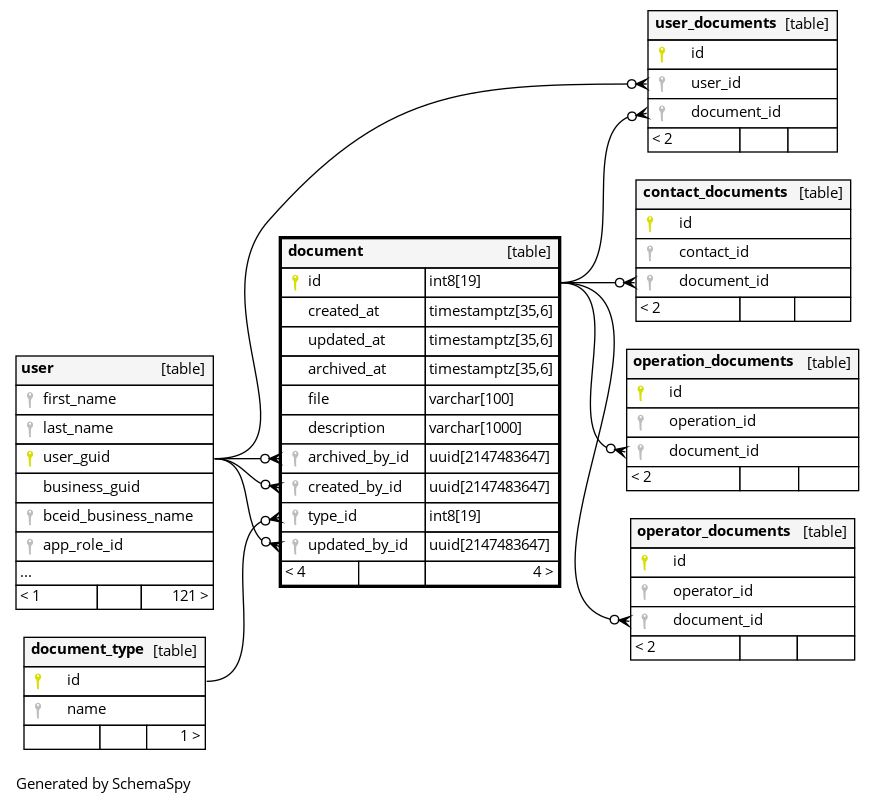 user_documents [table]
id
user_id
document_id
< 2
contact_documents [table]
id
contact_id
document_id
< 2
document [table]
id int8[19]
created_at timestamptz[35,6]
updated_at timestamptz[35,6]
archived_at timestamptz[35,6]
file varchar[100]
description varchar[1000]
archived_by_id uuid[2147483647]
created_by_id uuid[2147483647]
type_id int8[19]
updated_by_id uuid[2147483647]
< 4 4 >
operation_documents [table]
id
operation_id
document_id
< 2
user [table]
first_name
last_name
user_guid
business_guid
bceid_business_name
app_role_id
...
< 1 121 >
operator_documents [table]
id
operator_id
document_id
< 2
document_type [table]
id
name
1 >
Generated by SchemaSpy